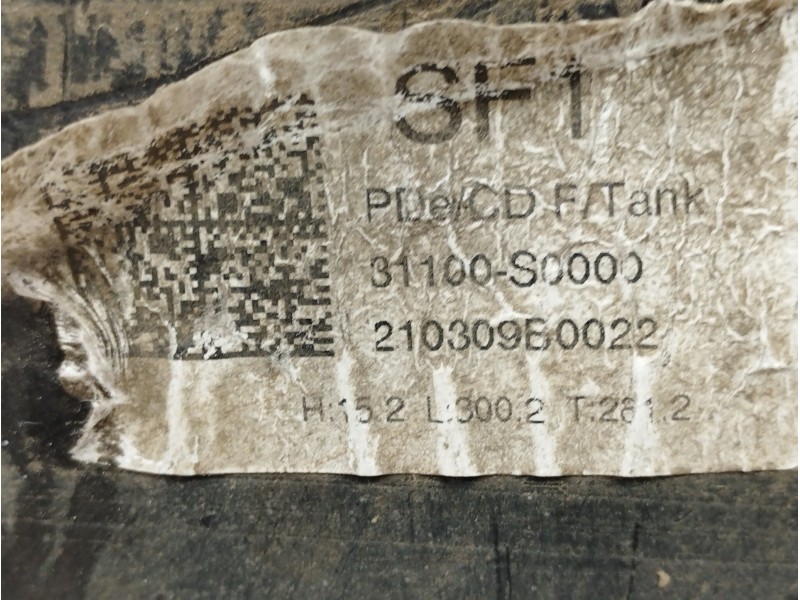 SF1
PDe/CD F/Tank
31100-S0000
210309B0022
H:15.2 L:300.2 T:281.2